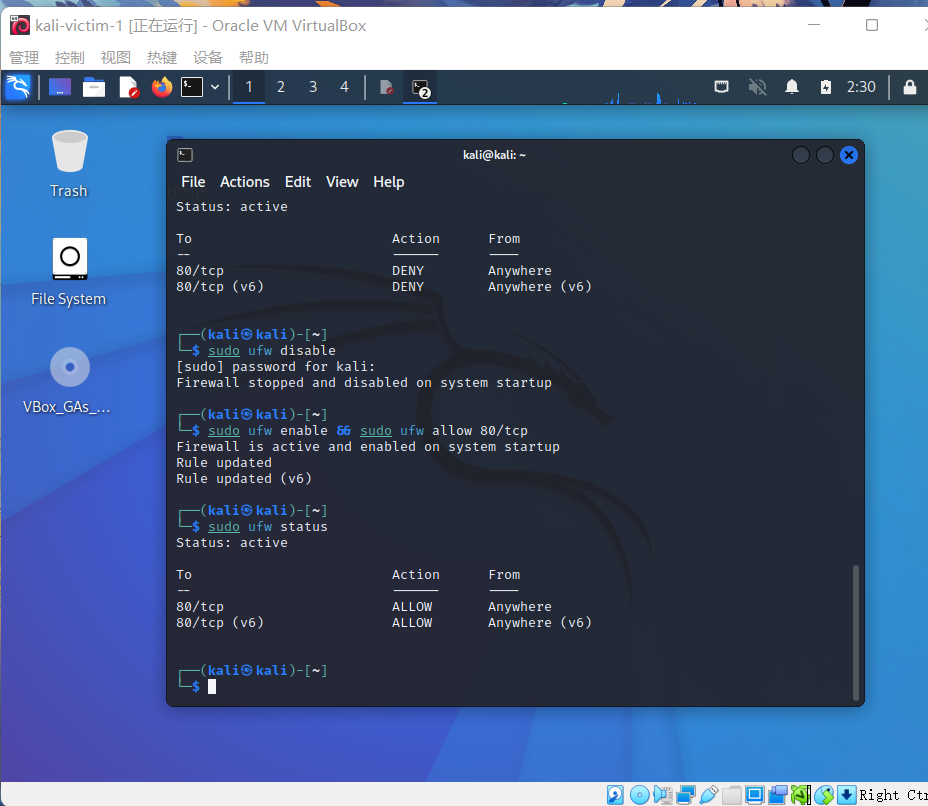 kali-victim-1 [正在运行] - Oracle VM VirtualBox
管理 控制 视图 热键 设备 帮助
1 2 3 4 2 2:30
Trash
File System
VBox_GAs_...
kali@kali: ~
File Actions Edit View Help
Status: active
To Action From
-- ------ ----
80/tcp DENY Anywhere
80/tcp (v6) DENY Anywhere (v6)
┌──(kali㉿kali)-[~]
└─$ sudo ufw disable
[sudo] password for kali:
Firewall stopped and disabled on system startup
┌──(kali㉿kali)-[~]
└─$ sudo ufw enable && sudo ufw allow 80/tcp
Firewall is active and enabled on system startup
Rule updated
Rule updated (v6)
┌──(kali㉿kali)-[~]
└─$ sudo ufw status
Status: active
To Action From
-- ------ ----
80/tcp ALLOW Anywhere
80/tcp (v6) ALLOW Anywhere (v6)
┌──(kali㉿kali)-[~]
└─$
Right Ctr